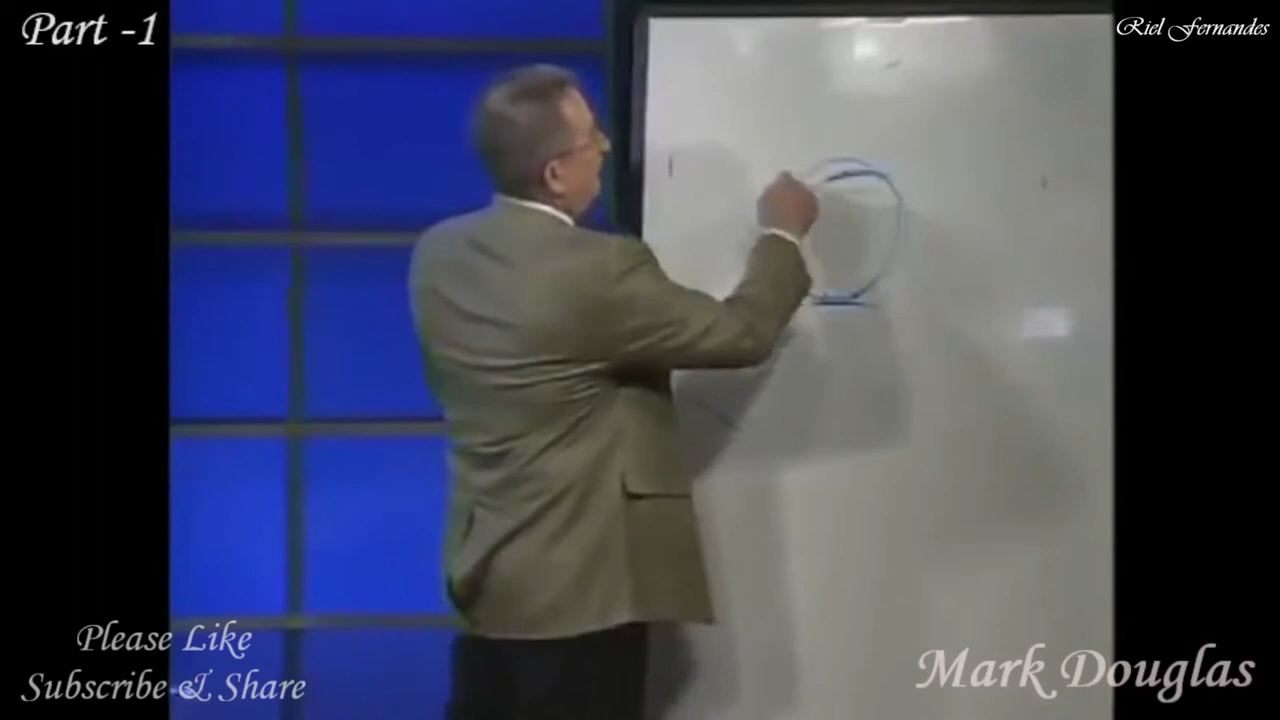 Part -1
Riel Fernandes
Please Like
Subscribe & Share
Mark Douglas